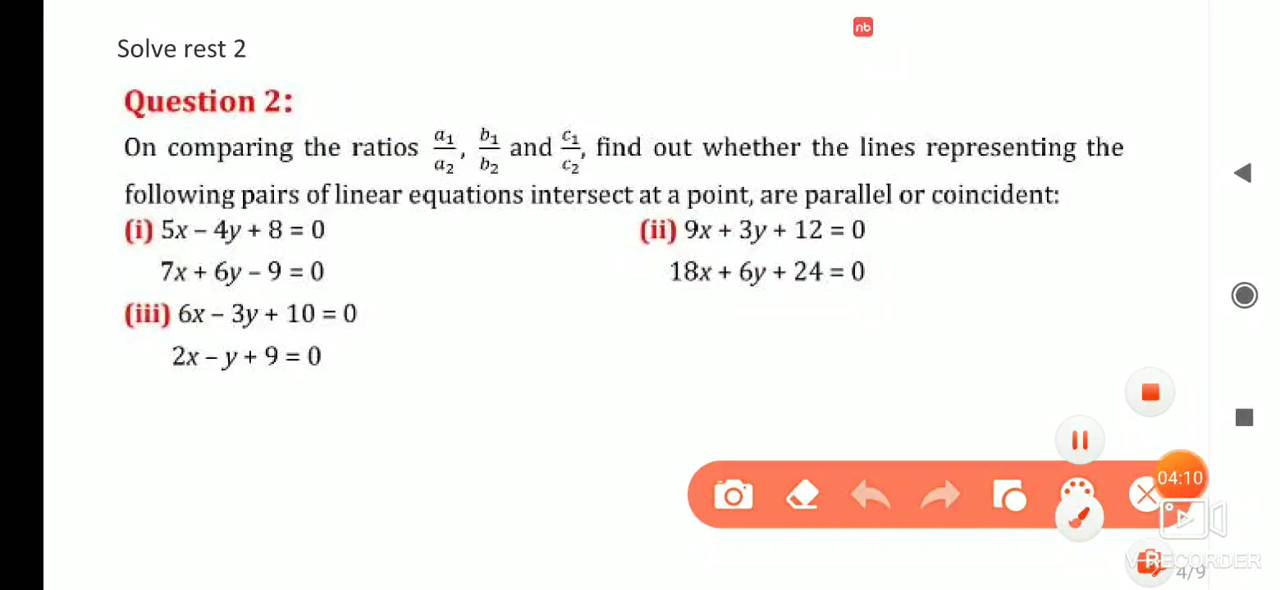 nb
Solve rest 2
Question 2:
On comparing the ratios a₁/a₂, b₁/b₂ and c₁/c₂, find out whether the lines representing the
following pairs of linear equations intersect at a point, are parallel or coincident:
(i) 5x – 4y + 8 = 0
7x + 6y – 9 = 0
(ii) 9x + 3y + 12 = 0
18x + 6y + 24 = 0
(iii) 6x – 3y + 10 = 0
2x – y + 9 = 0
04:10
V-RECORDER
4/9